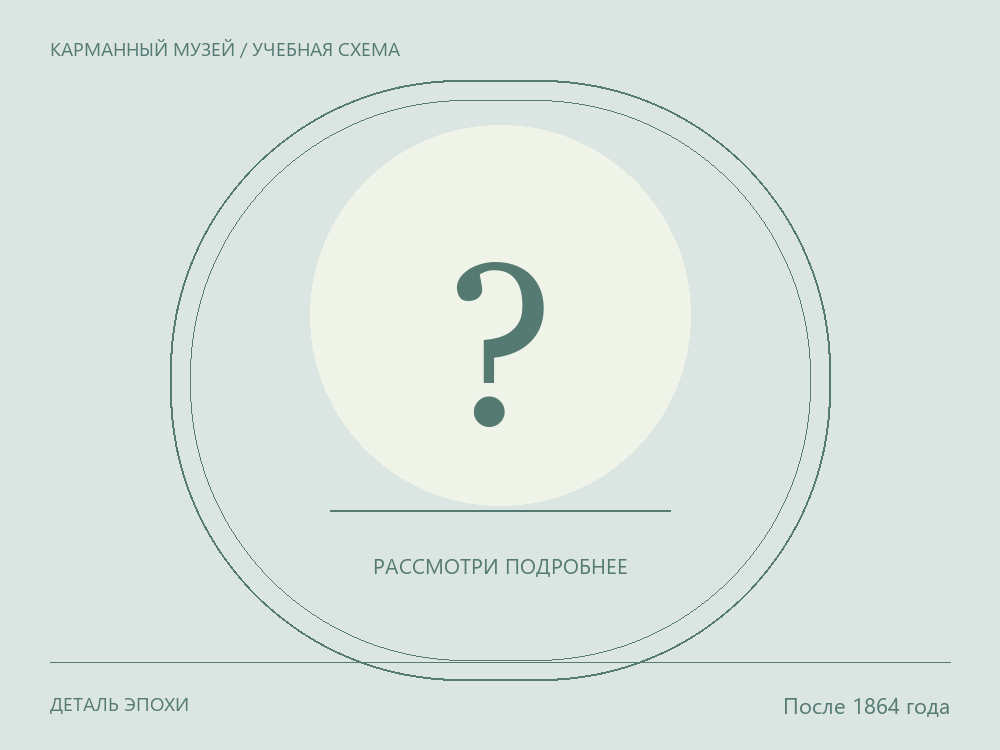 КАРМАННЫЙ МУЗЕЙ / УЧЕБНАЯ СХЕМА
?
РАССМОТРИ ПОДРОБНЕЕ
ДЕТАЛЬ ЭПОХИ
После 1864 года